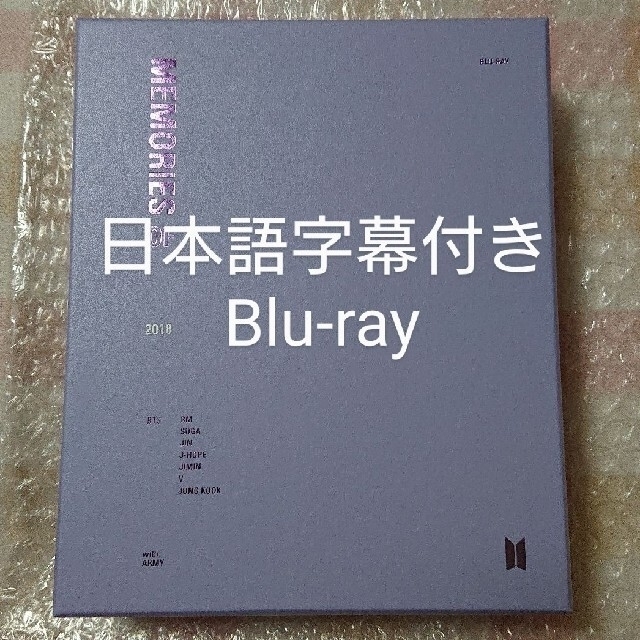 BLU-RAY
MEMORIES
日本語字幕付き
Blu-ray
2018
BTS
RM
SUGA
JIN
J-HOPE
JIMIN
V
JUNG KOOK
with
ARMY